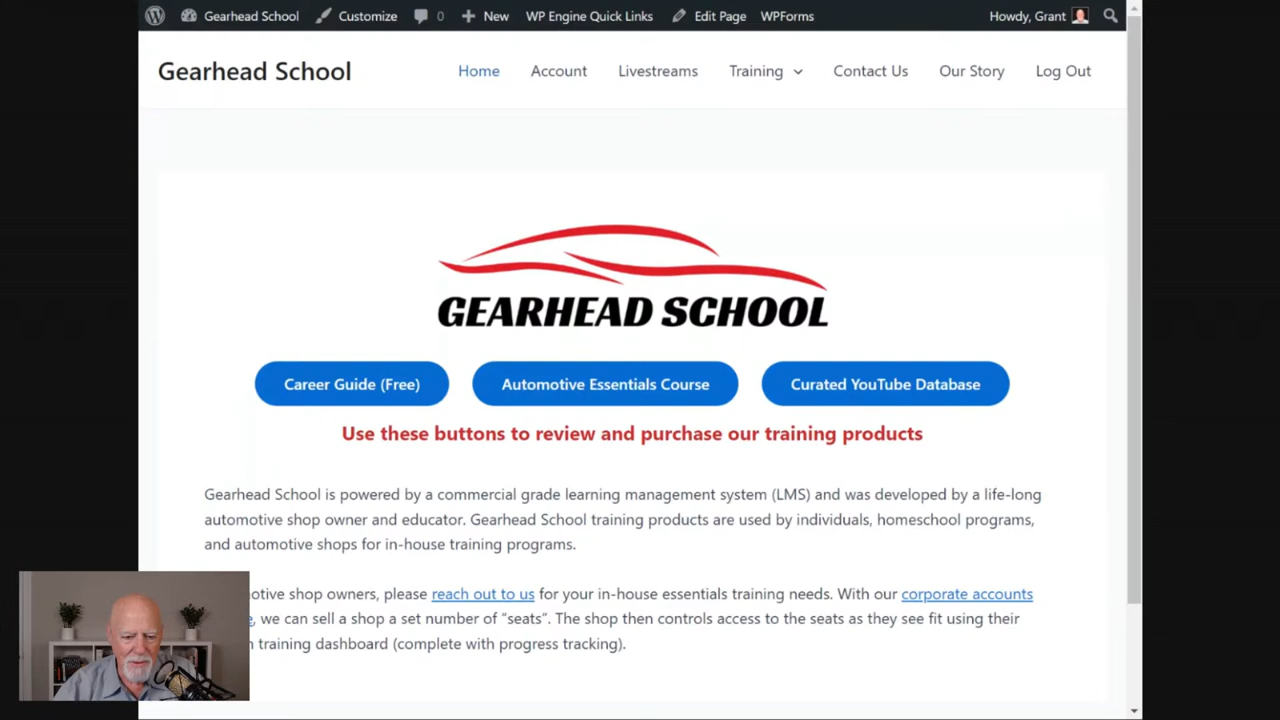 Gearhead School Customize 0 New WP Engine Quick Links Edit Page WPForms Howdy, Grant
Gearhead School Home Account Livestreams Training Contact Us Our Story Log Out
GEARHEAD SCHOOL
Career Guide (Free) Automotive Essentials Course Curated YouTube Database
Use these buttons to review and purchase our training products
Gearhead School is powered by a commercial grade learning management system (LMS) and was developed by a life-long
automotive shop owner and educator. Gearhead School training products are used by individuals, homeschool programs,
and automotive shops for in-house training programs.
shop owners, please reach out to us for your in-house essentials training needs. With our corporate accounts
, we can sell a shop a set number of “seats”. The shop then controls access to the seats as they see fit using their
training dashboard (complete with progress tracking).